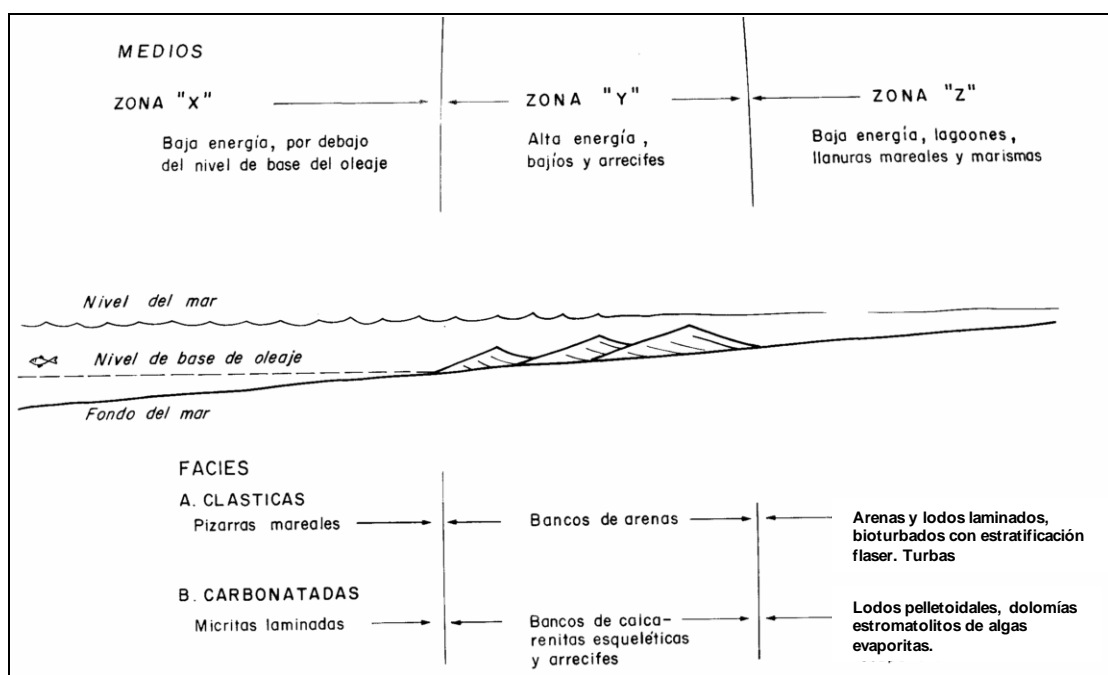 MEDIOS
ZONA "X"
ZONA "Y"
ZONA "Z"
Baja energía, por debajo
del nivel de base del oleaje
Alta energía,
bajíos y arrecifes
Baja energía, lagoones,
llanuras mareales y marismas
Nivel del mar
Nivel de base de oleaje
Fondo del mar
FACIES
A. CLASTICAS
Pizarras mareales
Bancos de arenas
Arenas y lodos laminados,
bioturbados con estratificación
flaser. Turbas
B. CARBONATADAS
Micritas laminadas
Bancos de calca-
renitas esqueléticas
y arrecifes
Lodos pelletoidales, dolomías
estromatolitos de algas
evaporitas.